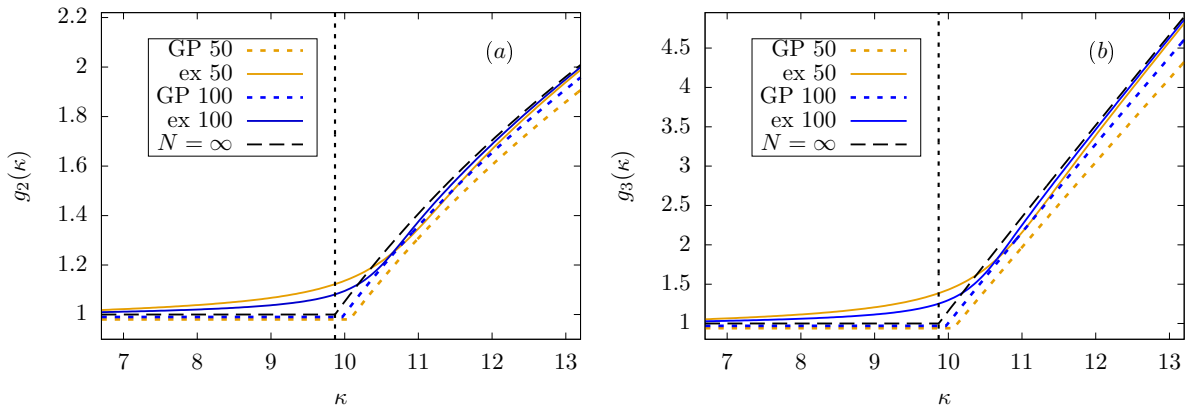 2.2
2
1.8
1.6
1.4
1.2
1
g₂(κ)
GP 50
ex 50
GP 100
ex 100
N = ∞
(a)
7 8 9 10 11 12 13
κ
4.5
4
3.5
3
2.5
2
1.5
1
g₃(κ)
GP 50
ex 50
GP 100
ex 100
N = ∞
(b)
7 8 9 10 11 12 13
κ